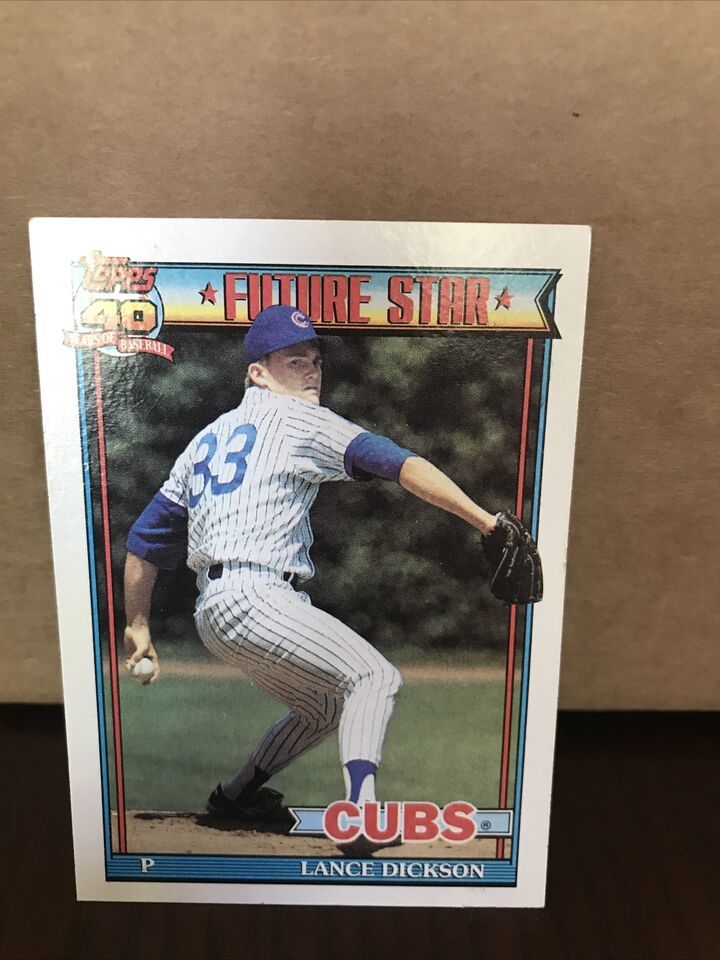 Topps
40
YEARS OF BASEBALL
FUTURE STAR
C
33
CUBS®
P LANCE DICKSON